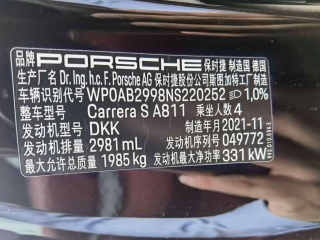 品牌 PORSCHE 保时捷 制造国 德国
生产厂名 Dr. Ing. h.c. F. Porsche AG 保时捷股份公司斯图加特工厂制造
车辆识别代号 WP0AB2998NS220252 1,0%
整车型号 Carrera S A811 乘坐人数 4
发动机型号 DKK 制造年月 2021-11
发动机排量 2981 mL 发动机序列号 049772
最大允许总质量 1985 kg 发动机最大净功率 331 kW